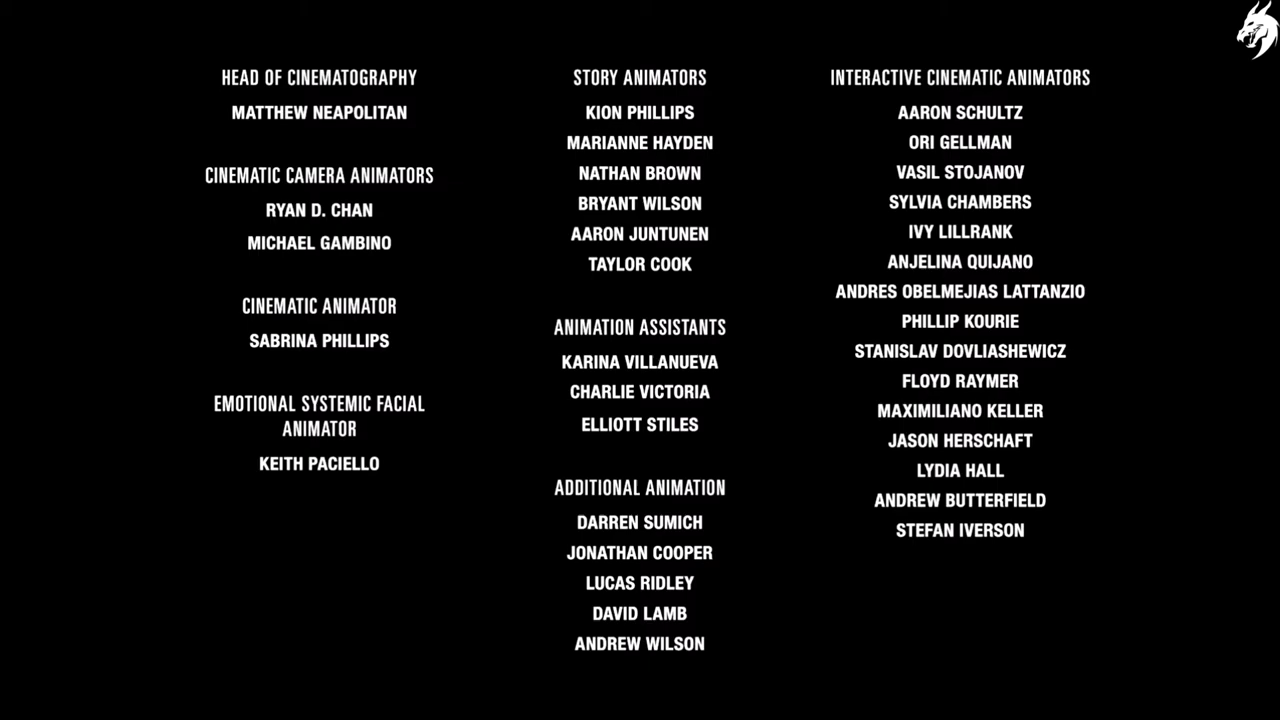 HEAD OF CINEMATOGRAPHY
MATTHEW NEAPOLITAN
CINEMATIC CAMERA ANIMATORS
RYAN D. CHAN
MICHAEL GAMBINO
CINEMATIC ANIMATOR
SABRINA PHILLIPS
EMOTIONAL SYSTEMIC FACIAL
ANIMATOR
KEITH PACIELLO
STORY ANIMATORS
KION PHILLIPS
MARIANNE HAYDEN
NATHAN BROWN
BRYANT WILSON
AARON JUNTUNEN
TAYLOR COOK
ANIMATION ASSISTANTS
KARINA VILLANUEVA
CHARLIE VICTORIA
ELLIOTT STILES
ADDITIONAL ANIMATION
DARREN SUMICH
JONATHAN COOPER
LUCAS RIDLEY
DAVID LAMB
ANDREW WILSON
INTERACTIVE CINEMATIC ANIMATORS
AARON SCHULTZ
ORI GELLMAN
VASIL STOJANOV
SYLVIA CHAMBERS
IVY LILLRANK
ANJELINA QUIJANO
ANDRES OBELMEJIAS LATTANZIO
PHILLIP KOURIE
STANISLAV DOVLIASHEWICZ
FLOYD RAYMER
MAXIMILIANO KELLER
JASON HERSCHAFT
LYDIA HALL
ANDREW BUTTERFIELD
STEFAN IVERSON